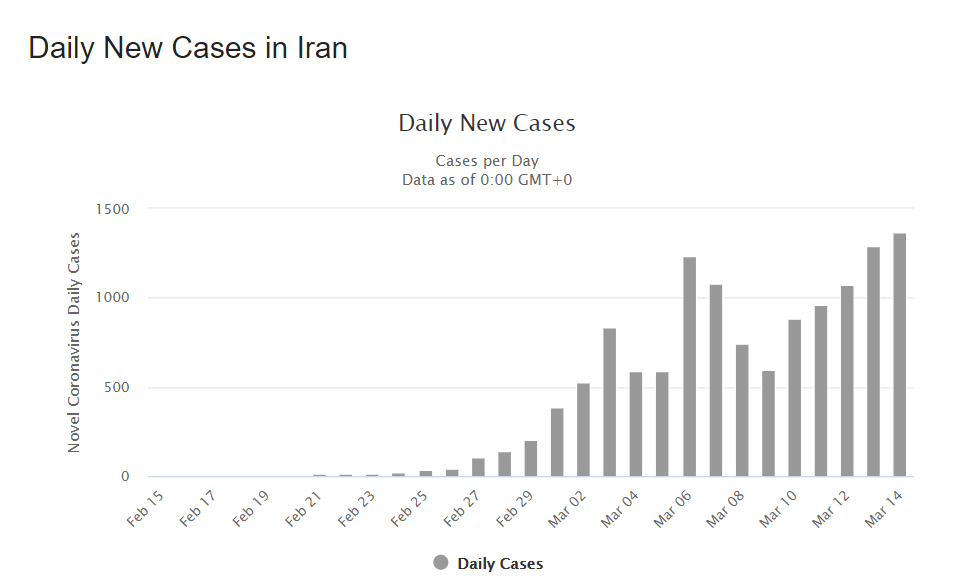 Daily New Cases in Iran
Daily New Cases
Cases per Day
Data as of 0:00 GMT+0
Novel Coronavirus Daily Cases
1500
1000
500
0
Feb 15
Feb 17
Feb 19
Feb 21
Feb 23
Feb 25
Feb 27
Feb 29
Mar 02
Mar 04
Mar 06
Mar 08
Mar 10
Mar 12
Mar 14
Daily Cases